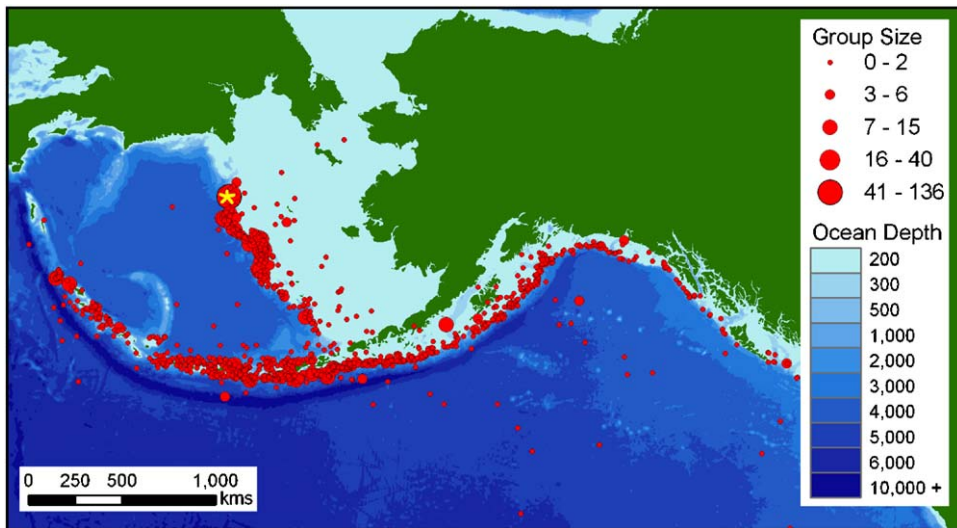 Group Size
0 - 2
3 - 6
7 - 15
16 - 40
41 - 136
Ocean Depth
200
300
500
1,000
2,000
3,000
4,000
5,000
6,000
10,000 +
0 250 500 1,000
kms